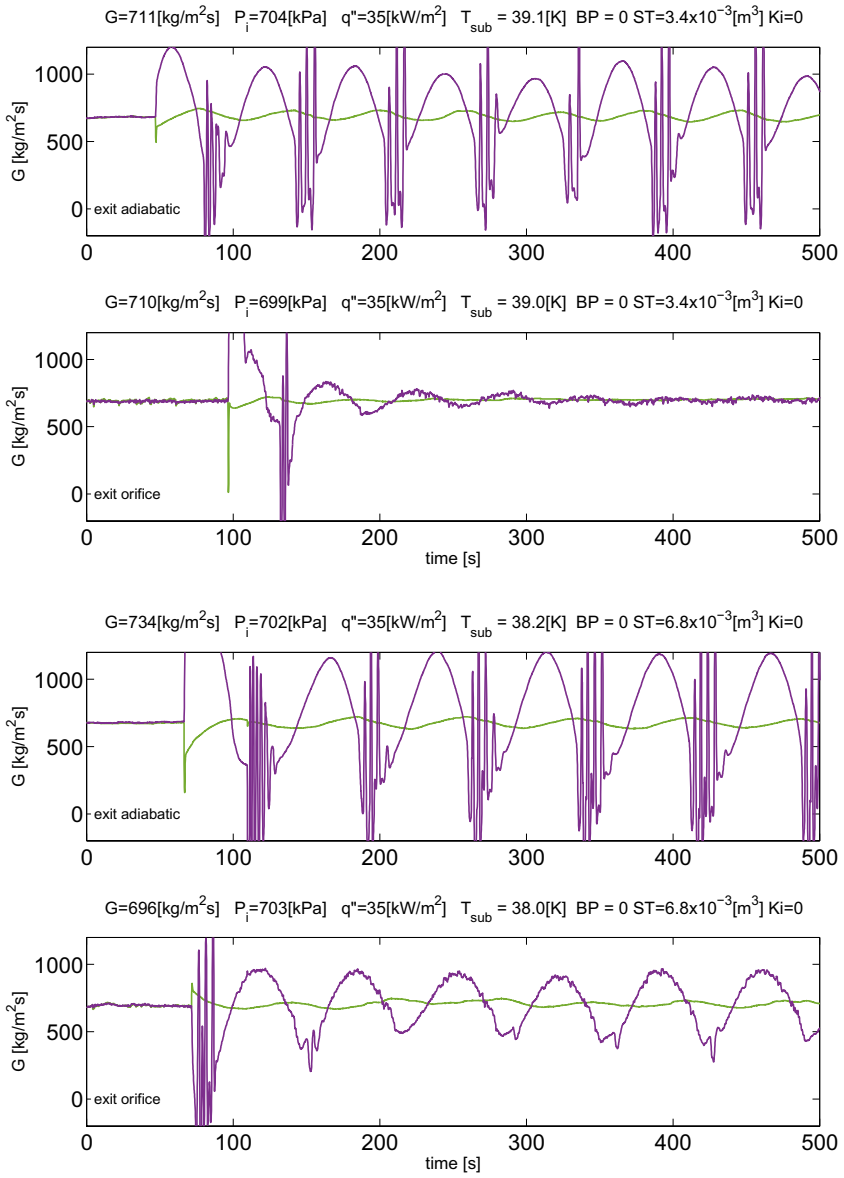 G=711[kg/m²s] P_i=704[kPa] q"=35[kW/m²] T_sub = 39.1[K] BP = 0 ST=3.4x10⁻³[m³] Ki=0
1000
500
0
G [kg/m²s]
exit adiabatic
0 100 200 300 400 500
G=710[kg/m²s] P_i=699[kPa] q"=35[kW/m²] T_sub = 39.0[K] BP = 0 ST=3.4x10⁻³[m³] Ki=0
1000
500
0
G [kg/m²s]
exit orifice
0 100 200 300 400 500
time [s]
G=734[kg/m²s] P_i=702[kPa] q"=35[kW/m²] T_sub = 38.2[K] BP = 0 ST=6.8x10⁻³[m³] Ki=0
1000
500
0
G [kg/m²s]
exit adiabatic
0 100 200 300 400 500
G=696[kg/m²s] P_i=703[kPa] q"=35[kW/m²] T_sub = 38.0[K] BP = 0 ST=6.8x10⁻³[m³] Ki=0
1000
500
0
G [kg/m²s]
exit orifice
0 100 200 300 400 500
time [s]